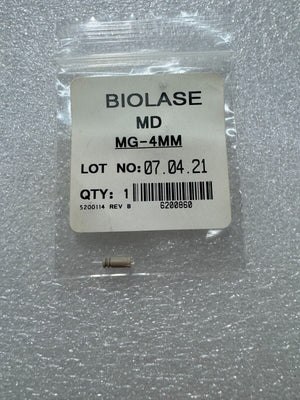 BIOLASE
MD
MG-4MM
LOT NO: 07.04.21
QTY: 1
5200114 REV B 6200860